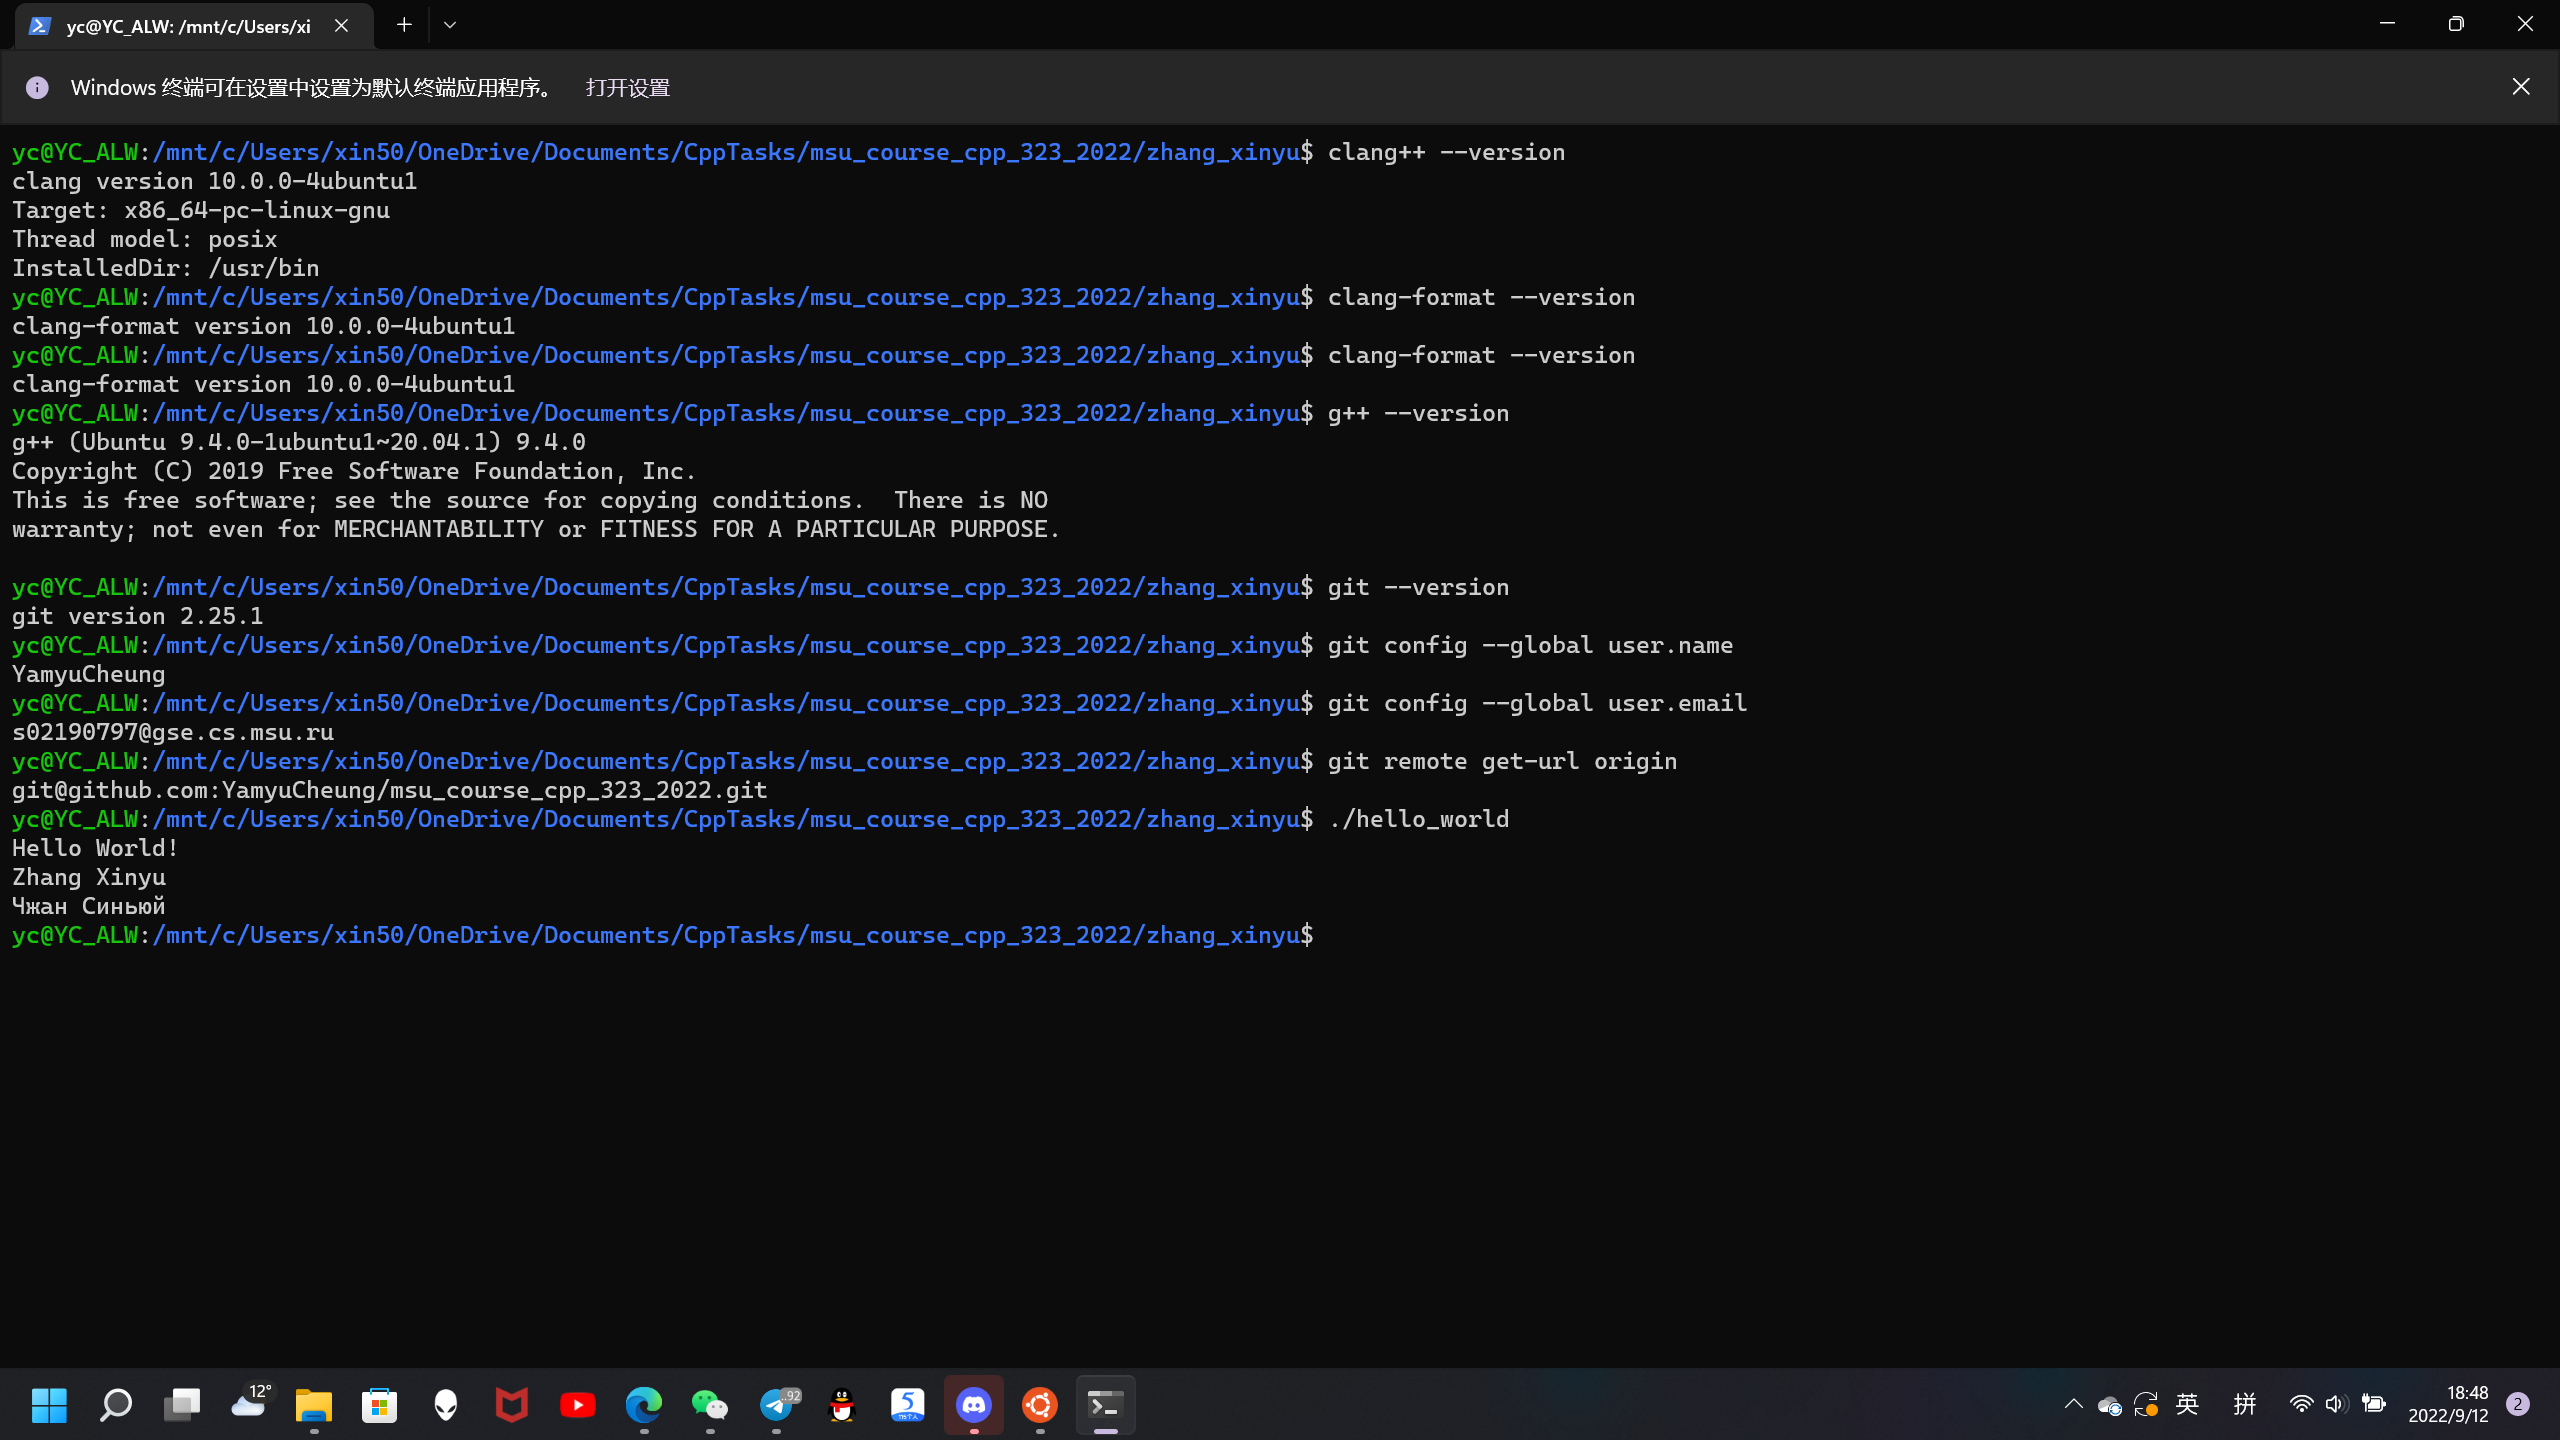 yc@YC_ALW: /mnt/c/Users/xi
Windows 终端可在设置中设置为默认终端应用程序。 打开设置
yc@YC_ALW:/mnt/c/Users/xin50/OneDrive/Documents/CppTasks/msu_course_cpp_323_2022/zhang_xinyu$ clang++ --version
clang version 10.0.0-4ubuntu1
Target: x86_64-pc-linux-gnu
Thread model: posix
InstalledDir: /usr/bin
yc@YC_ALW:/mnt/c/Users/xin50/OneDrive/Documents/CppTasks/msu_course_cpp_323_2022/zhang_xinyu$ clang-format --version
clang-format version 10.0.0-4ubuntu1
yc@YC_ALW:/mnt/c/Users/xin50/OneDrive/Documents/CppTasks/msu_course_cpp_323_2022/zhang_xinyu$ clang-format --version
clang-format version 10.0.0-4ubuntu1
yc@YC_ALW:/mnt/c/Users/xin50/OneDrive/Documents/CppTasks/msu_course_cpp_323_2022/zhang_xinyu$ g++ --version
g++ (Ubuntu 9.4.0-1ubuntu1~20.04.1) 9.4.0
Copyright (C) 2019 Free Software Foundation, Inc.
This is free software; see the source for copying conditions.  There is NO
warranty; not even for MERCHANTABILITY or FITNESS FOR A PARTICULAR PURPOSE.
yc@YC_ALW:/mnt/c/Users/xin50/OneDrive/Documents/CppTasks/msu_course_cpp_323_2022/zhang_xinyu$ git --version
git version 2.25.1
yc@YC_ALW:/mnt/c/Users/xin50/OneDrive/Documents/CppTasks/msu_course_cpp_323_2022/zhang_xinyu$ git config --global user.name
YamyuCheung
yc@YC_ALW:/mnt/c/Users/xin50/OneDrive/Documents/CppTasks/msu_course_cpp_323_2022/zhang_xinyu$ git config --global user.email
s02190797@gse.cs.msu.ru
yc@YC_ALW:/mnt/c/Users/xin50/OneDrive/Documents/CppTasks/msu_course_cpp_323_2022/zhang_xinyu$ git remote get-url origin
git@github.com:YamyuCheung/msu_course_cpp_323_2022.git
yc@YC_ALW:/mnt/c/Users/xin50/OneDrive/Documents/CppTasks/msu_course_cpp_323_2022/zhang_xinyu$ ./hello_world
Hello World!
Zhang Xinyu
Чжан Синьюй
yc@YC_ALW:/mnt/c/Users/xin50/OneDrive/Documents/CppTasks/msu_course_cpp_323_2022/zhang_xinyu$
12°
5
英 拼
18:48
2022/9/12
2